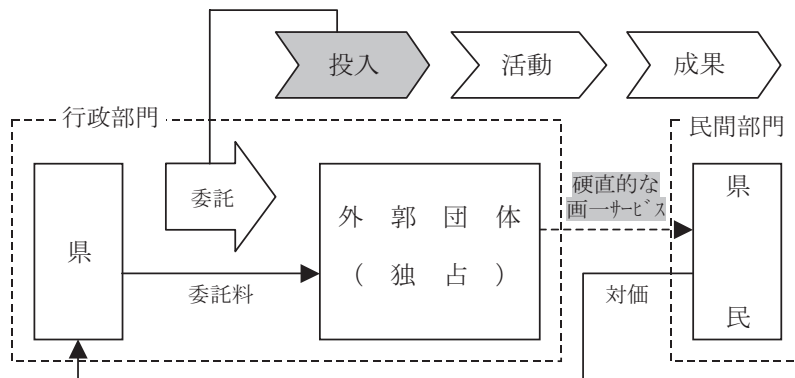 投入
活動
成果
行政部門
民間部門
県
委託
委託料
外郭団体
(独占)
硬直的な
画一サービス
対価
県
民